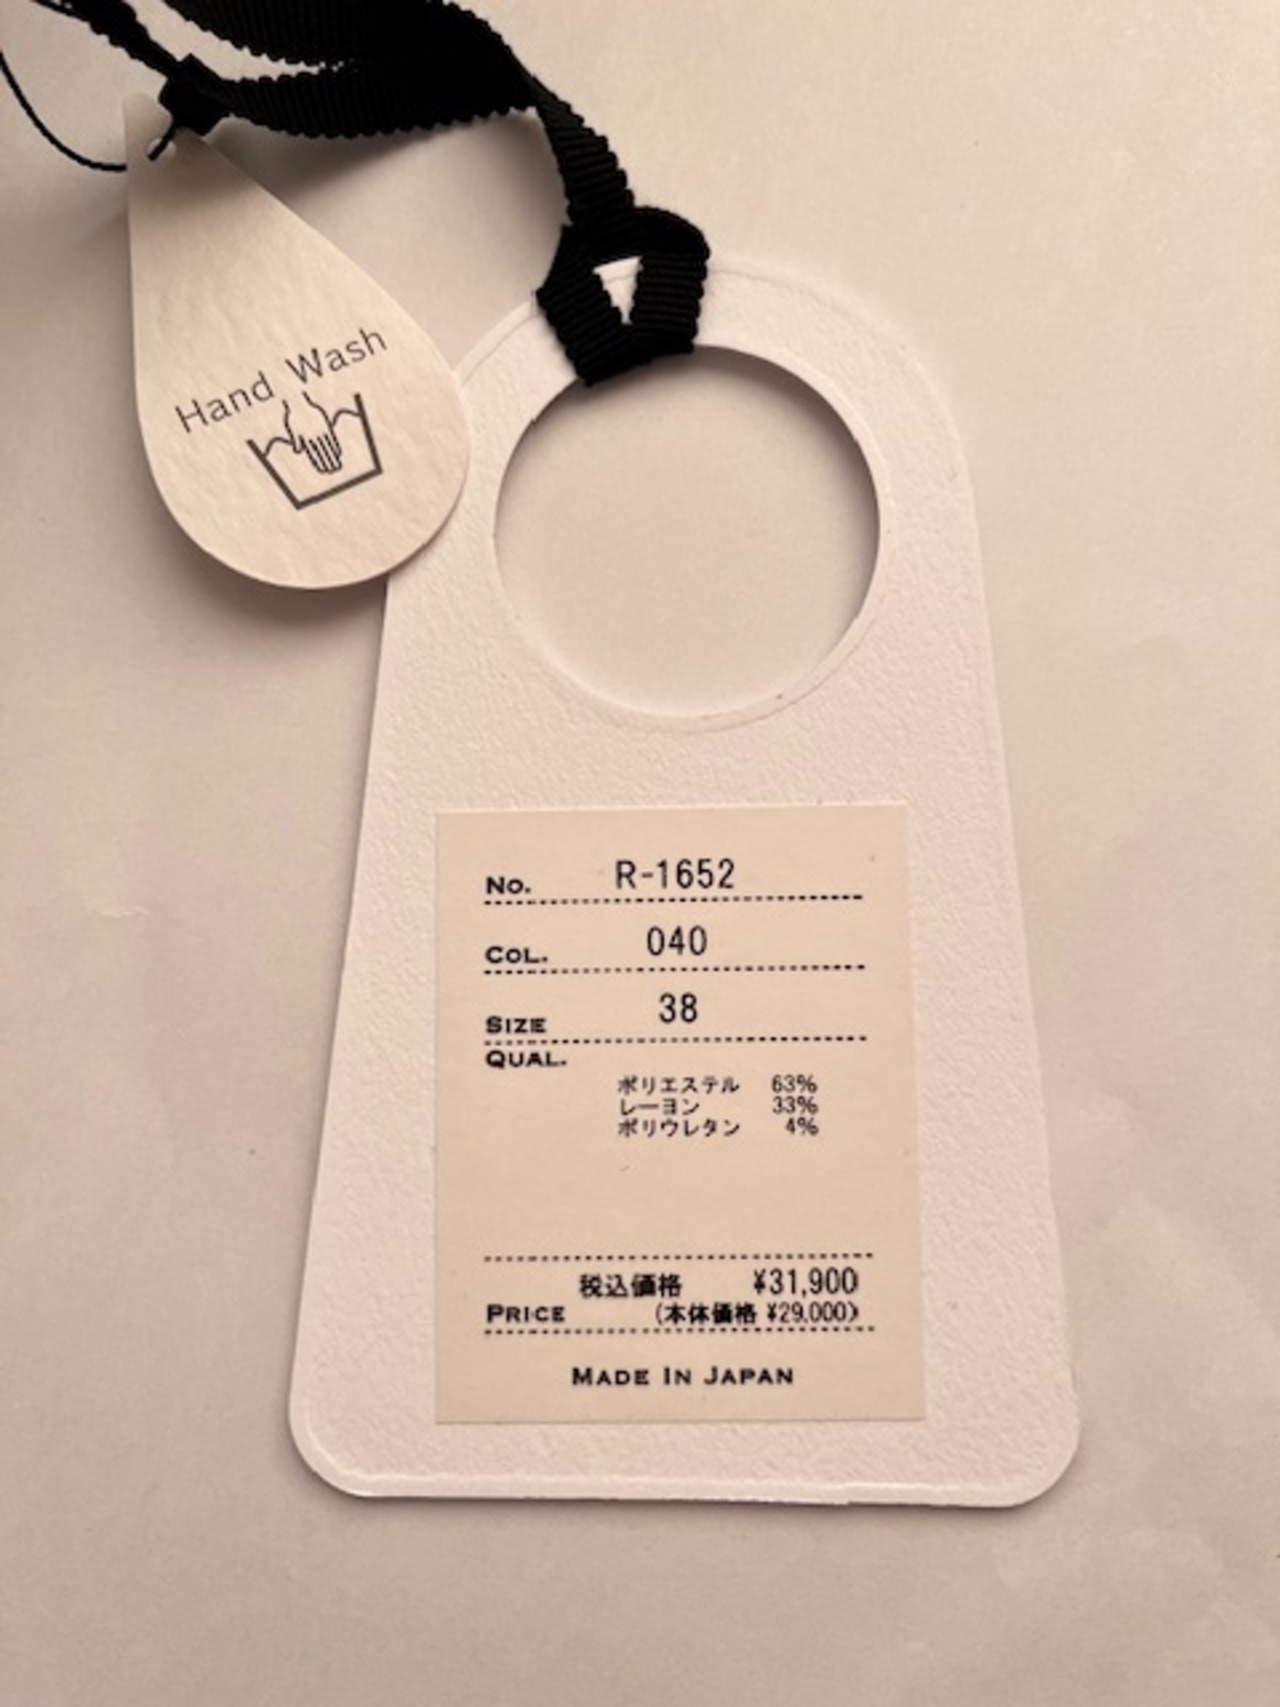 Hand Wash
No. R-1652
COL. 040
SIZE 38
QUAL.
ポリエステル 63%
レーヨン 33%
ポリウレタン 4%
税込価格 ¥31,900
PRICE (本体価格 ¥29,000)
MADE IN JAPAN